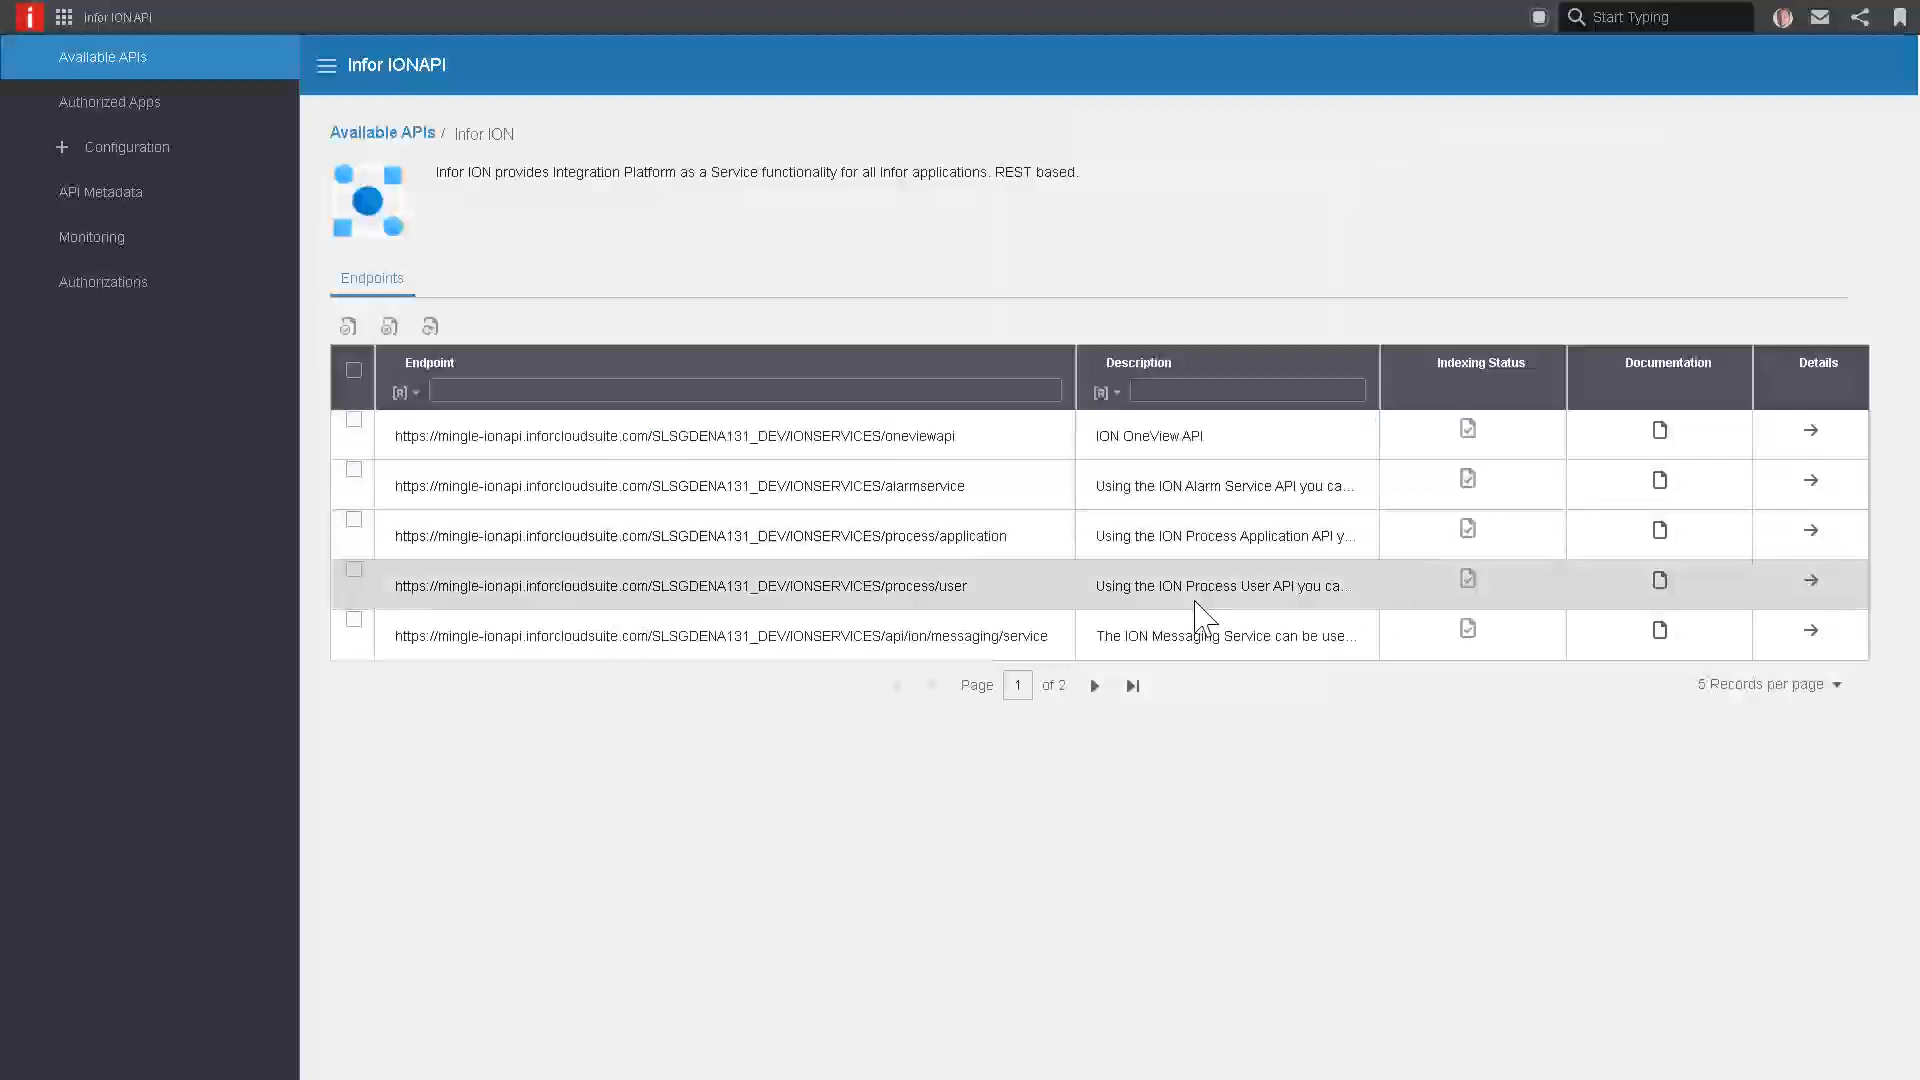 Infor ION API
Start Typing
Available APIs
Authorized Apps
Configuration
API Metadata
Monitoring
Authorizations
Infor IONAPI
Available APIs / Infor ION
Infor ION provides Integration Platform as a Service functionality for all Infor applications. REST based.
Endpoints
Endpoint Description Indexing Status Documentation Details
https://mingle-ionapi.inforcloudsuite.com/SLSGDENA131_DEV/IONSERVICES/oneviewapi ION OneView API
https://mingle-ionapi.inforcloudsuite.com/SLSGDENA131_DEV/IONSERVICES/alarmservice Using the ION Alarm Service API you ca...
https://mingle-ionapi.inforcloudsuite.com/SLSGDENA131_DEV/IONSERVICES/process/application Using the ION Process Application API y...
https://mingle-ionapi.inforcloudsuite.com/SLSGDENA131_DEV/IONSERVICES/process/user Using the ION Process User API you ca...
https://mingle-ionapi.inforcloudsuite.com/SLSGDENA131_DEV/IONSERVICES/api/ion/messaging/service The ION Messaging Service can be use...
Page 1 of 2
5 Records per page